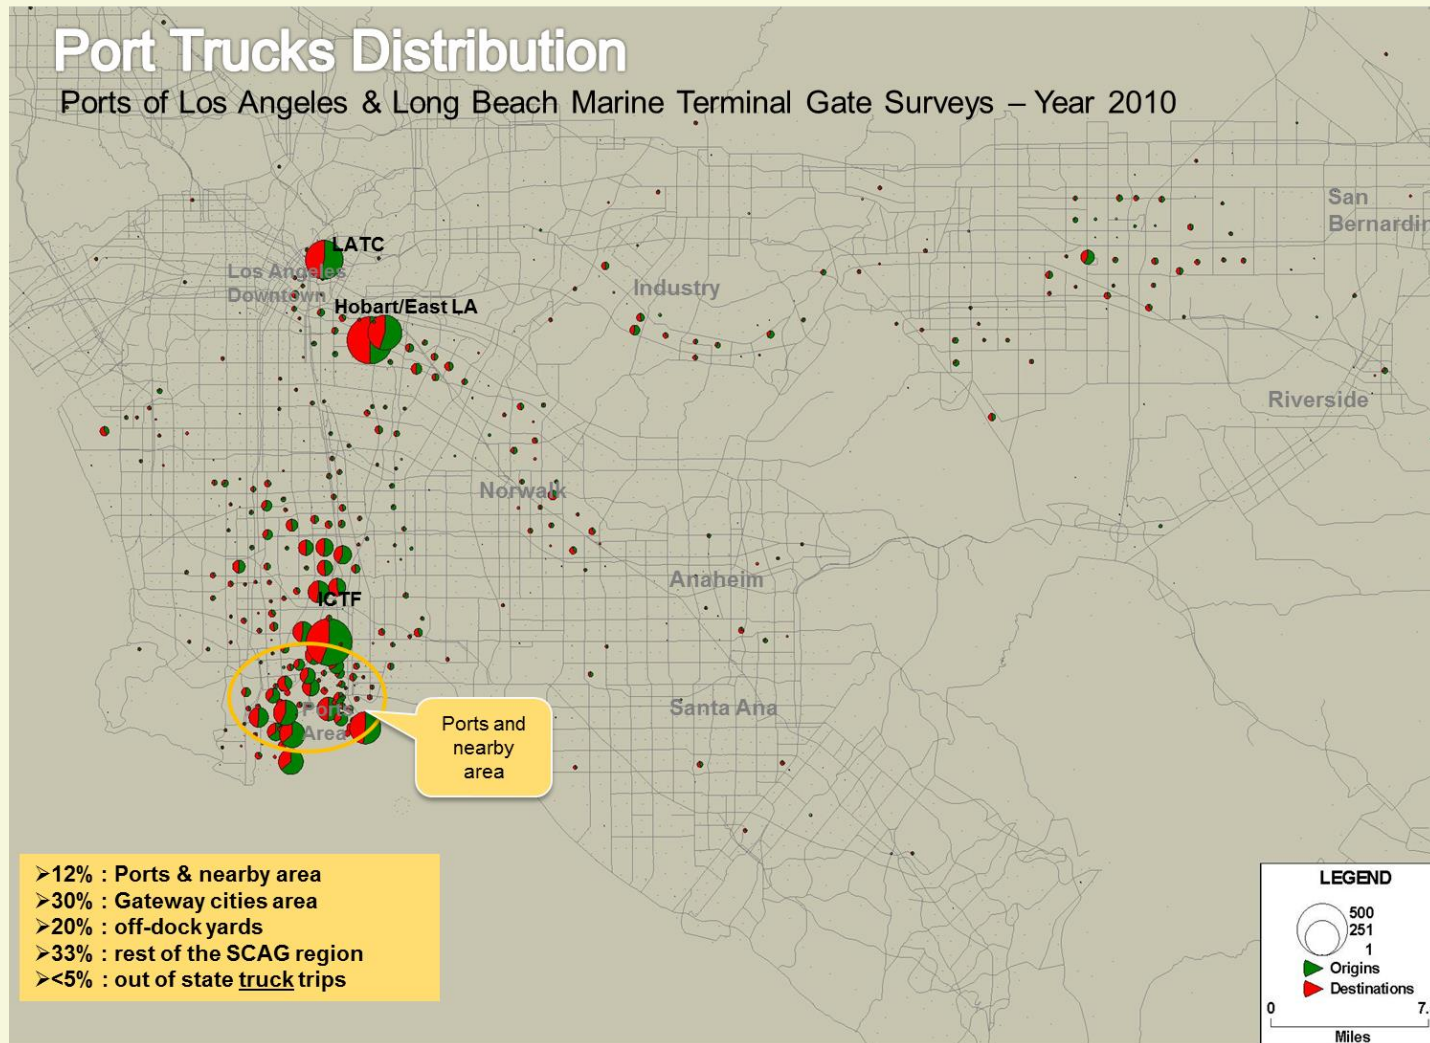 Port Trucks Distribution
Ports of Los Angeles & Long Beach Marine Terminal Gate Surveys – Year 2010
San
Bernardin
LATC
Los Angeles
Downtown
Industry
Hobart/East LA
Riverside
Norwalk
Anaheim
ICTF
Ports
Area
Santa Ana
Ports and
nearby
area
➢12% : Ports & nearby area
➢30% : Gateway cities area
➢20% : off-dock yards
➢33% : rest of the SCAG region
➢<5% : out of state truck trips
LEGEND
500
251
1
Origins
Destinations
0 7.
Miles